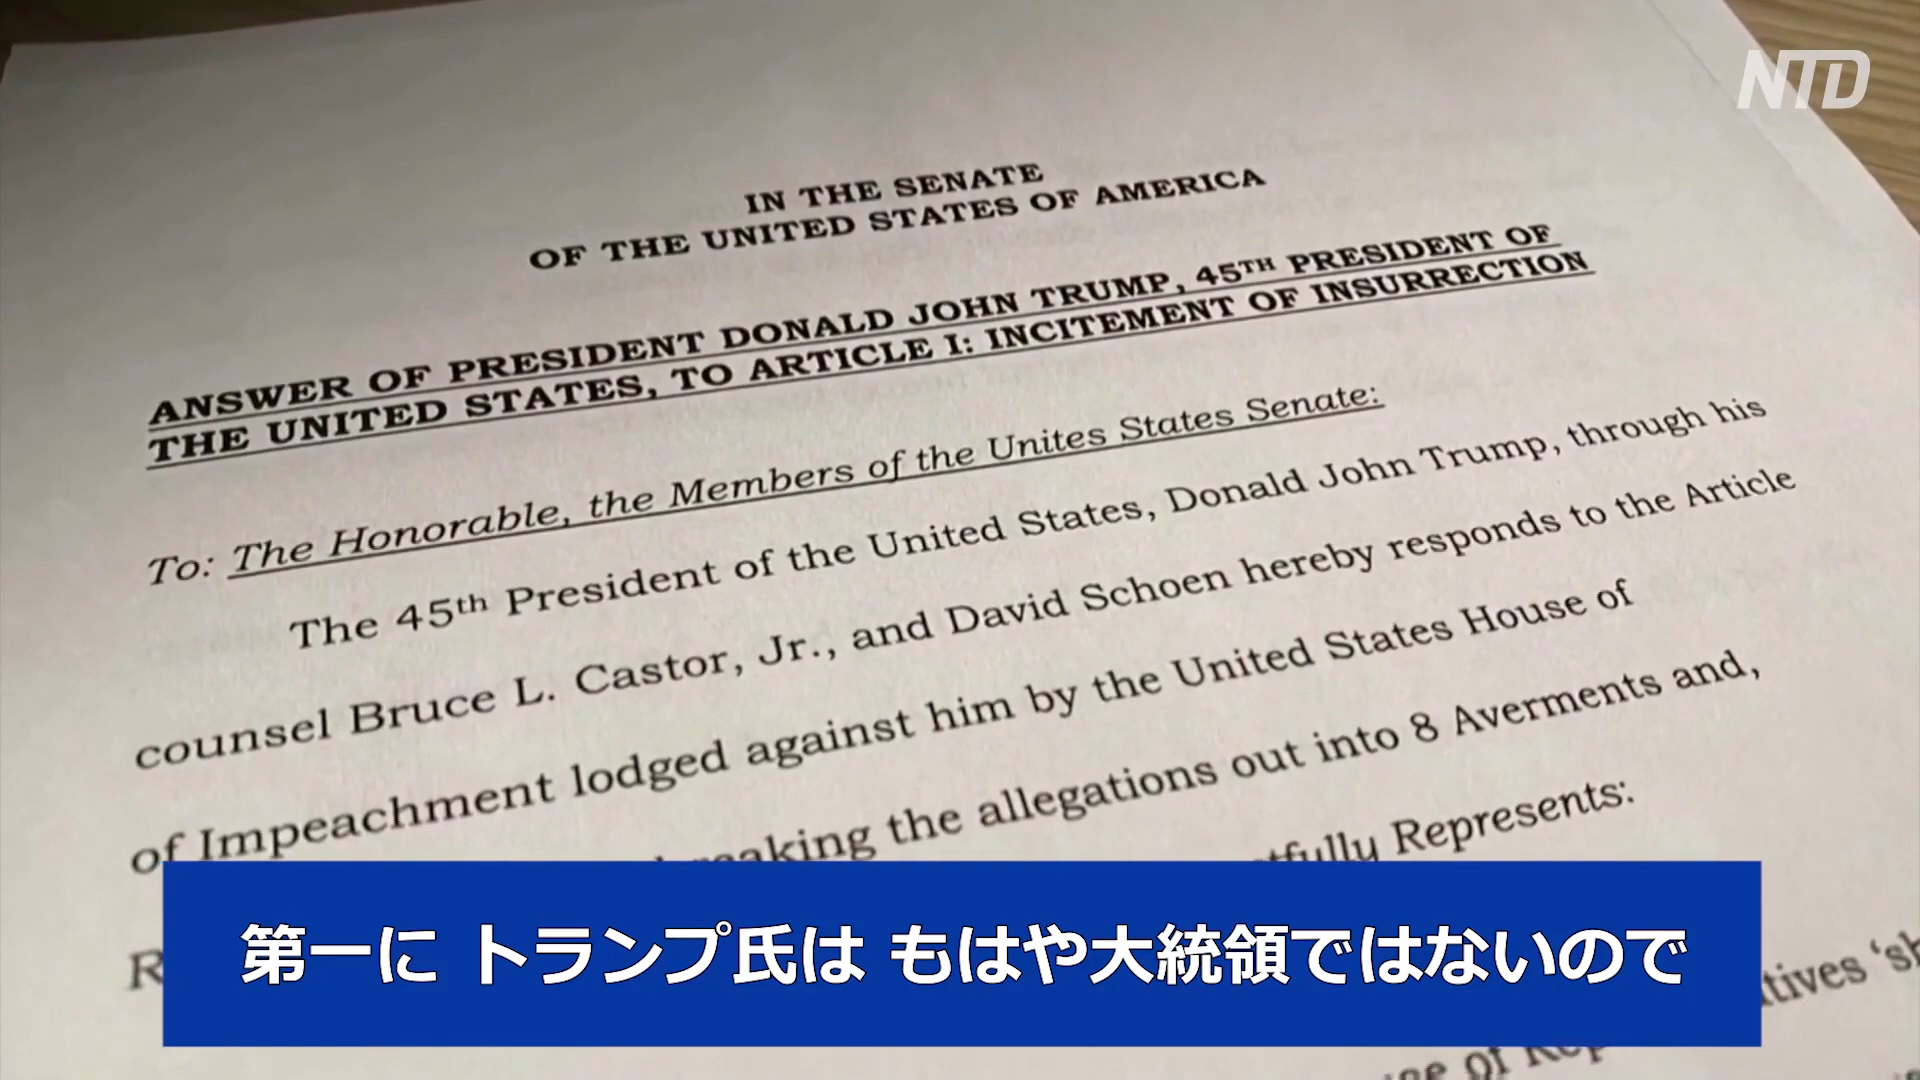 NTD
IN THE SENATE
OF THE UNITED STATES OF AMERICA
ANSWER OF PRESIDENT DONALD JOHN TRUMP, 45TH PRESIDENT OF
THE UNITED STATES, TO ARTICLE I: INCITEMENT OF INSURRECTION
To: The Honorable, the Members of the Unites States Senate:
The 45th President of the United States, Donald John Trump, through his
counsel Bruce L. Castor, Jr., and David Schoen hereby responds to the Article
of Impeachment lodged against him by the United States House of
the allegations out into 8 Averments and,
Represents:
第一に トランプ氏は もはや大統領ではないので